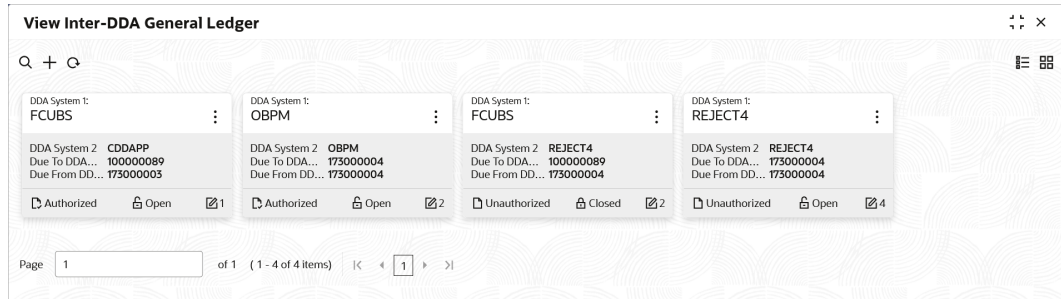 View Inter-DDA General Ledger
DDA System 1:
FCUBS
DDA System 2 CDDAPP
Due To DDA... 100000089
Due From DD... 173000003
Authorized Open 1
DDA System 1:
OBPM
DDA System 2 OBPM
Due To DDA... 173000004
Due From DD... 173000004
Authorized Open 2
DDA System 1:
FCUBS
DDA System 2 REJECT4
Due To DDA... 100000089
Due From DD... 173000004
Unauthorized Closed 2
DDA System 1:
REJECT4
DDA System 2 REJECT4
Due To DDA... 173000004
Due From DD... 173000004
Unauthorized Open 4
Page 1 of 1 ( 1 - 4 of 4 items) 1